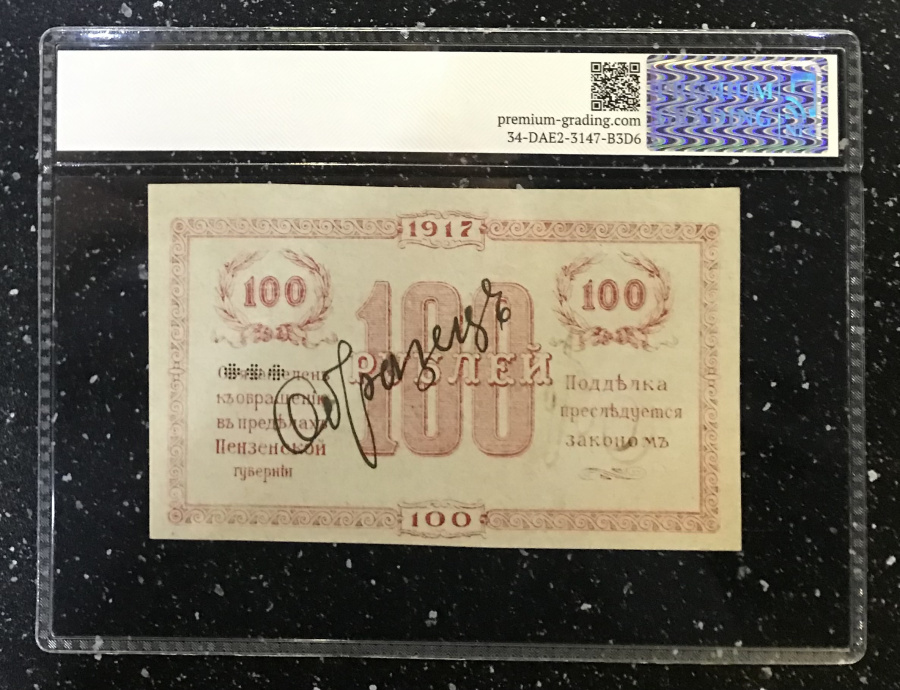 premium-grading.com
34-DAE2-3147-B3D6
1917
100
100
100
РУБЛЕЙ
Образецъ
къ обращенію
въ предѣлахъ
Пензенской
губерніи
Поддѣлка
преслѣдуется
закономъ
100